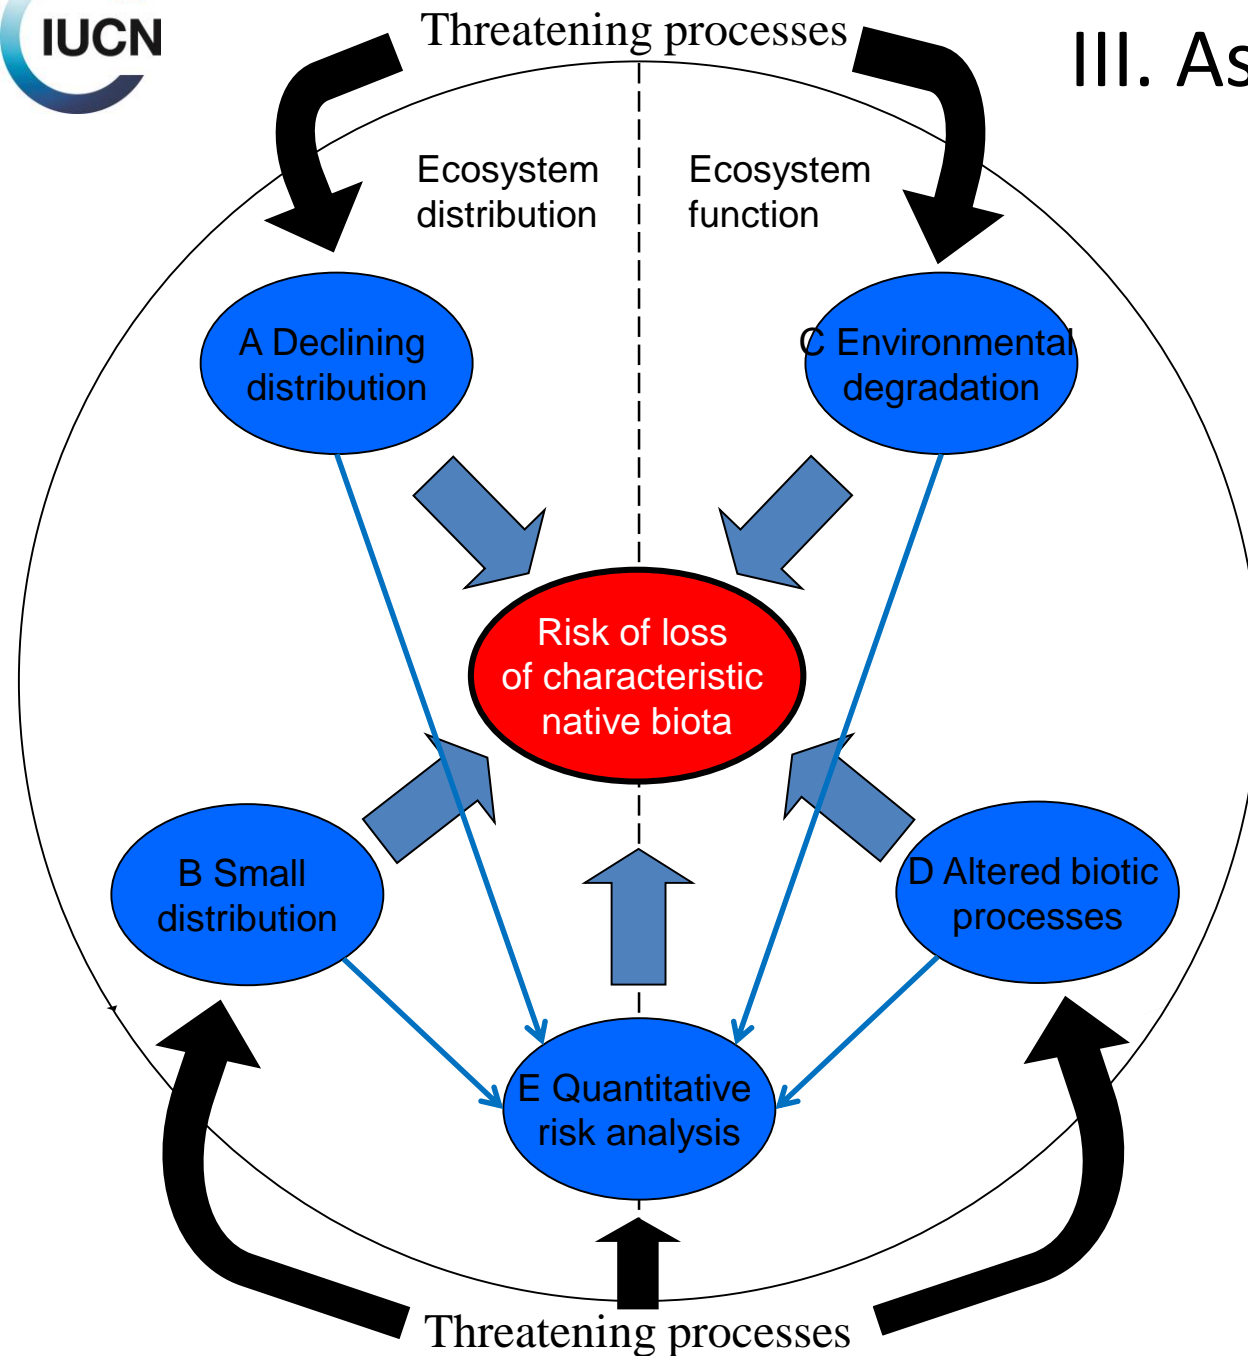 IUCN
Threatening processes
III. As
Ecosystem
distribution
Ecosystem
function
A Declining
distribution
C Environmental
degradation
Risk of loss
of characteristic
native biota
B Small
distribution
D Altered biotic
processes
E Quantitative
risk analysis
Threatening processes